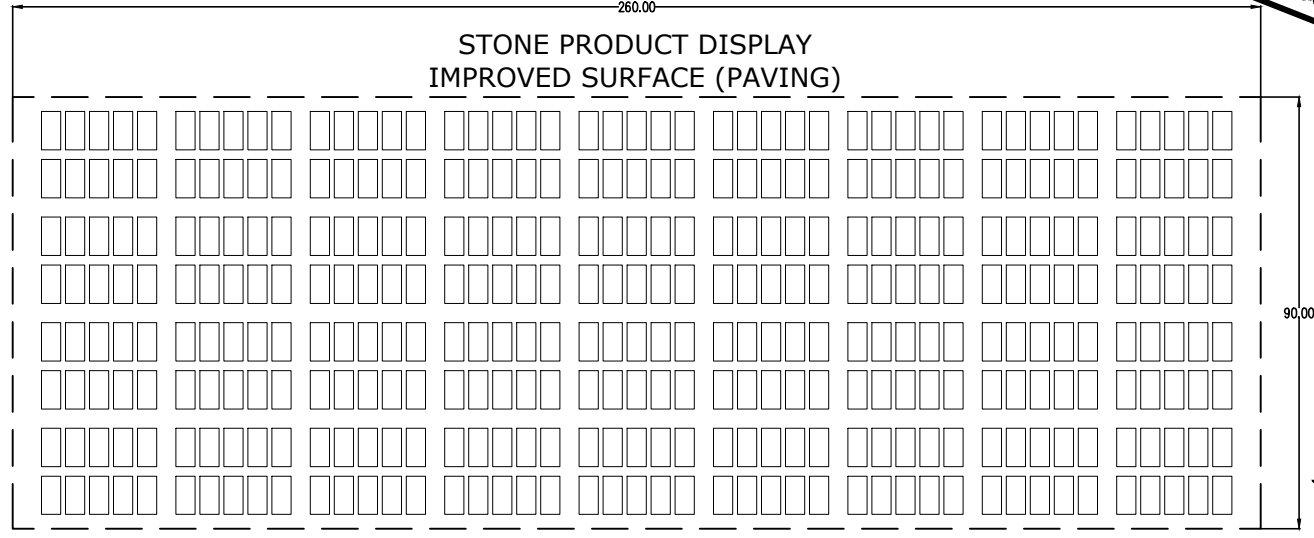 260.00
STONE PRODUCT DISPLAY
IMPROVED SURFACE (PAVING)
90.00